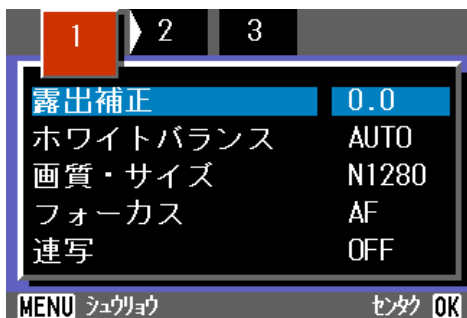 1 2 3
露出補正 0.0
ホワイトバランス AUTO
画質・サイズ N1280
フォーカス AF
連写 OFF
MENU シュウリョウ センタク OK